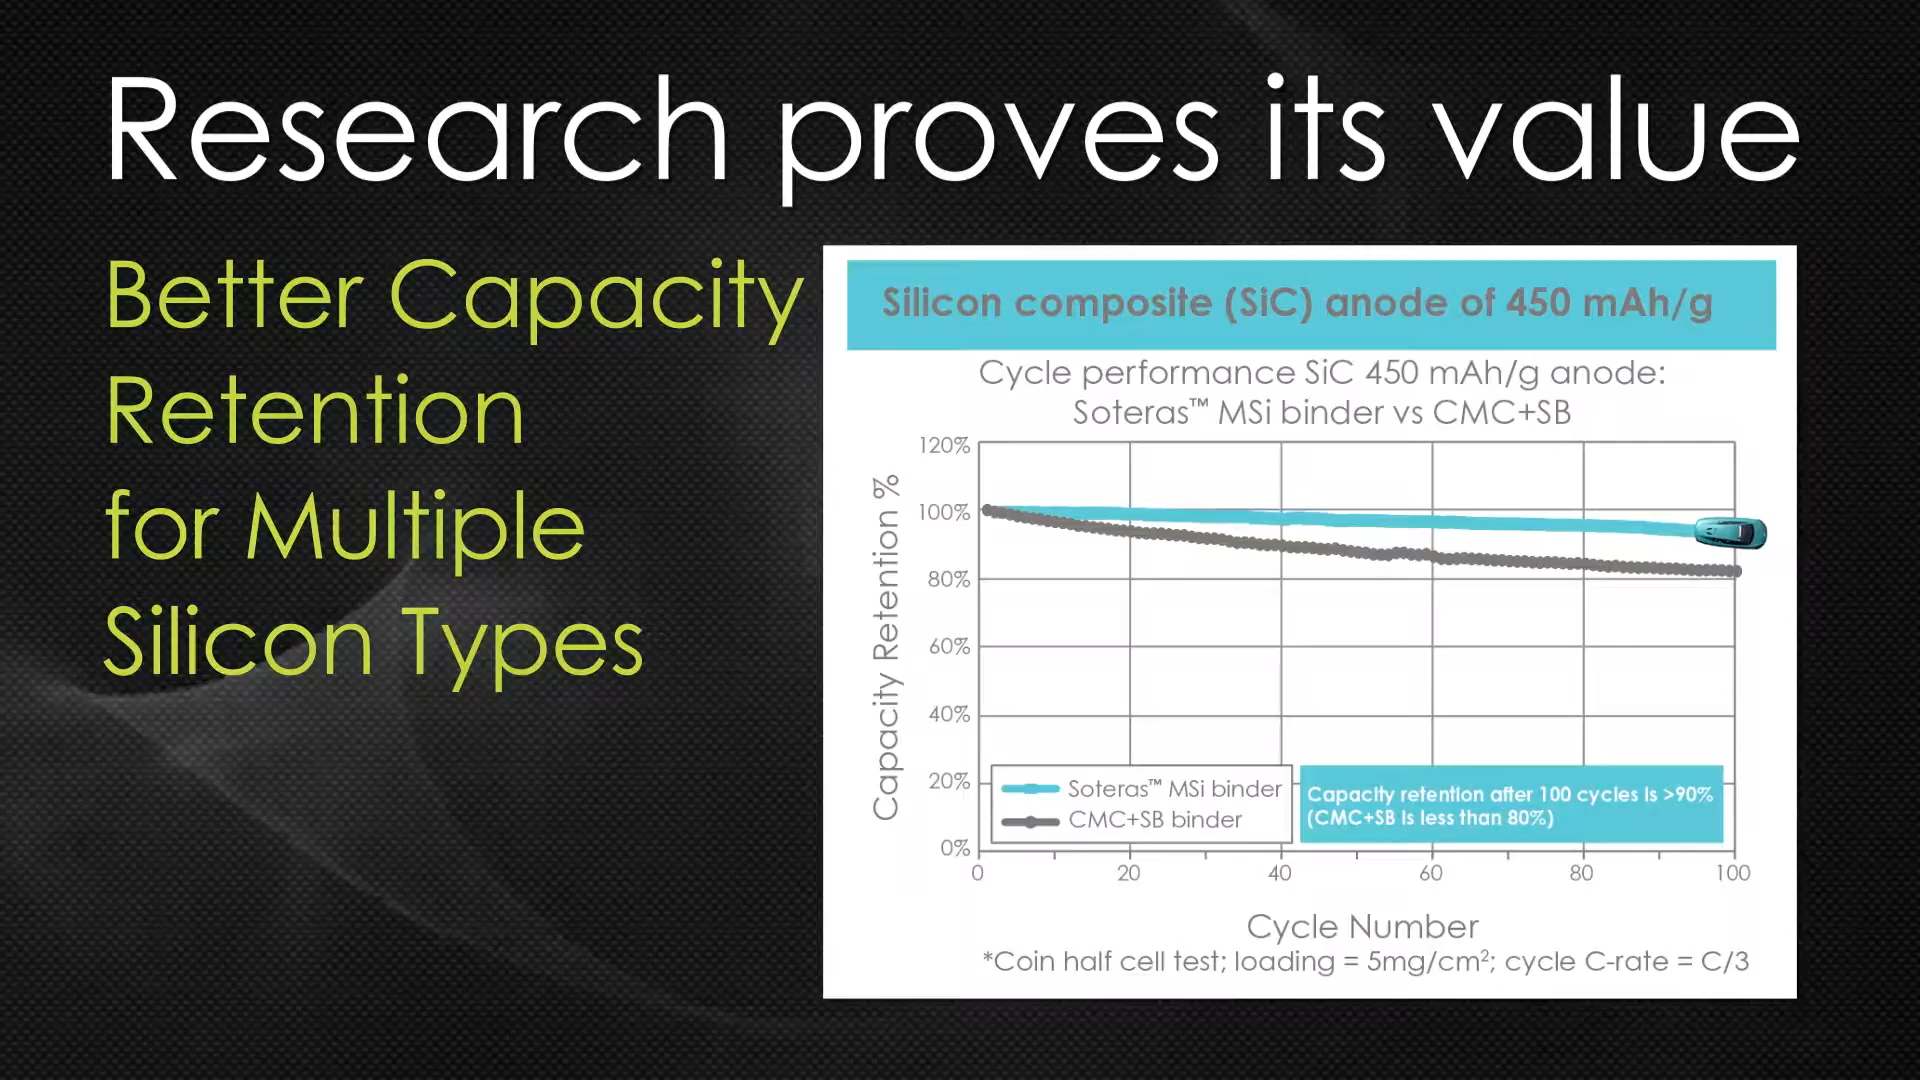 Research proves its value
Better Capacity
Retention
for Multiple
Silicon Types
Silicon composite (SiC) anode of 450 mAh/g
Cycle performance SiC 450 mAh/g anode:
Soteras™ MSi binder vs CMC+SB
Capacity Retention %
120%
100%
80%
60%
40%
20%
0%
Soteras™ MSi binder
CMC+SB binder
Capacity retention after 100 cycles is >90%
(CMC+SB is less than 80%)
0 20 40 60 80 100
Cycle Number
*Coin half cell test; loading = 5mg/cm²; cycle C-rate = C/3